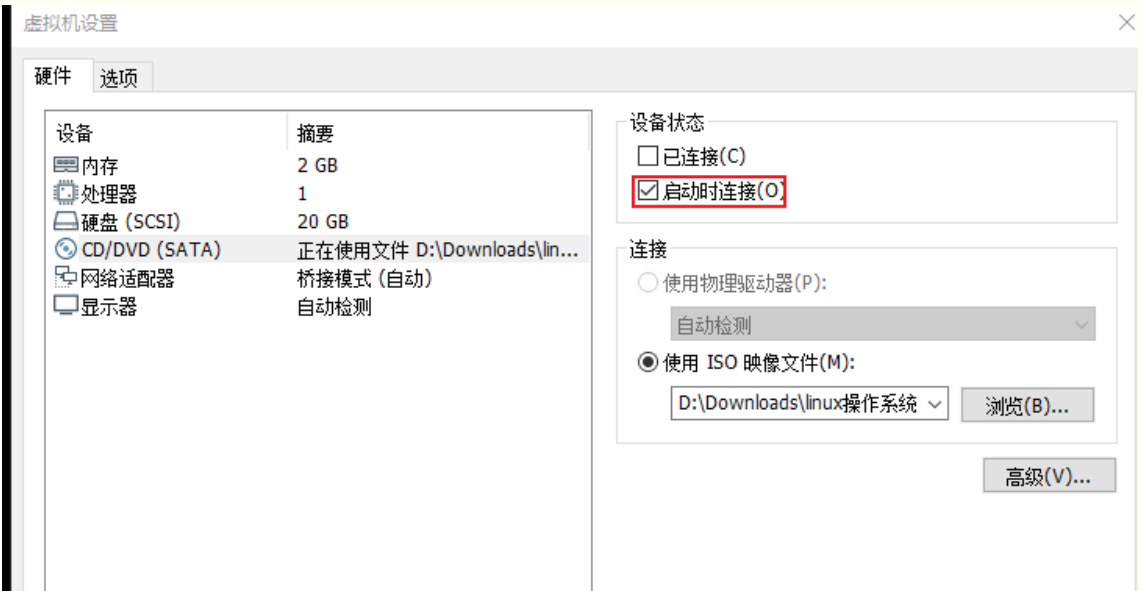 虚拟机设置
硬件 选项
设备 摘要
内存 2 GB
处理器 1
硬盘 (SCSI) 20 GB
CD/DVD (SATA) 正在使用文件 D:\Downloads\lin...
网络适配器 桥接模式 (自动)
显示器 自动检测
设备状态
已连接(C)
启动时连接(O)
连接
使用物理驱动器(P):
自动检测
使用 ISO 映像文件(M):
D:\Downloads\linux操作系统 浏览(B)...
高级(V)...